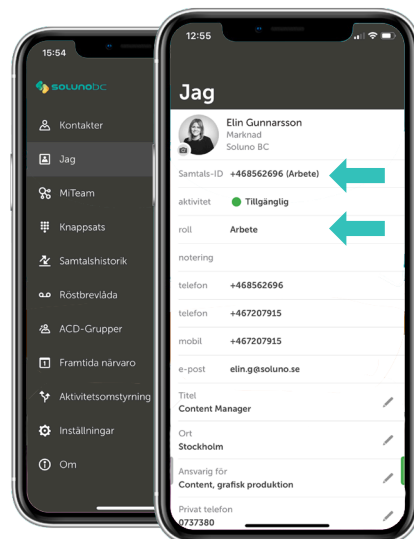 15:54
solunobc
Kontakter
Jag
MiTeam
Knappsats
Samtalshistorik
Röstbrevlåda
ACD-Grupper
1 Framtida närvaro
Aktivitetsomstyrning
Inställningar
Om
12:55
Jag
Elin Gunnarsson
Marknad
Soluno BC
Samtals-ID +468562696 (Arbete)
aktivitet Tillgänglig
roll Arbete
notering
telefon +468562696
telefon +467207915
mobil +467207915
e-post elin.g@soluno.se
Titel
Content Manager
Ort
Stockholm
Ansvarig för
Content, grafisk produktion
Privat telefon
0737380